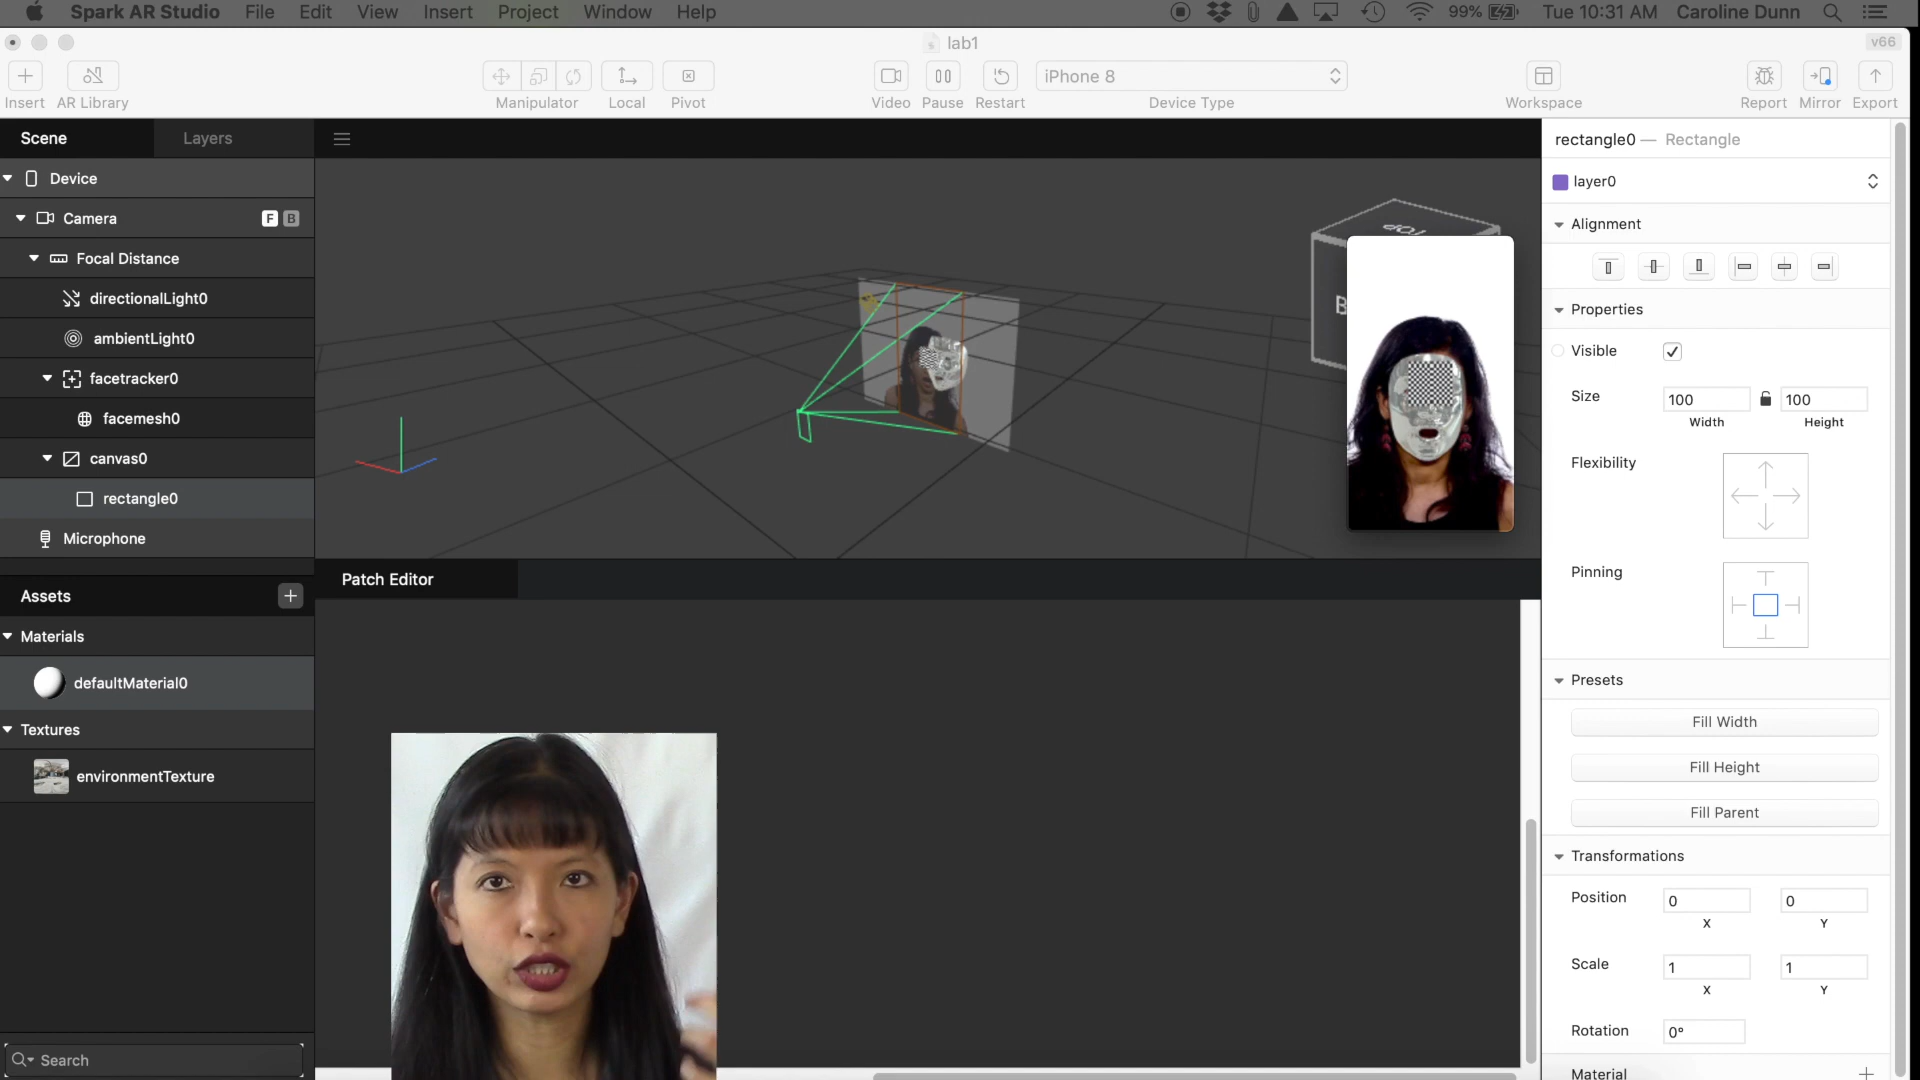 Spark AR Studio File Edit View Insert Project Window Help 99% Tue 10:31 AM Caroline Dunn
lab1 v66
iPhone 8
Insert AR Library Manipulator Local Pivot Video Pause Restart Device Type Workspace Report Mirror Export
Scene Layers
Device
Camera F B
Focal Distance
directionalLight0
ambientLight0
facetracker0
facemesh0
canvas0
rectangle0
Microphone
Assets +
Materials
defaultMaterial0
Textures
environmentTexture
Search
TOP
B
Patch Editor
rectangle0 — Rectangle
layer0
Alignment
Properties
Visible
Size 100 100
Width Height
Flexibility
Pinning
Presets
Fill Width
Fill Height
Fill Parent
Transformations
Position 0 0
X Y
Scale 1 1
X Y
Rotation 0°
Material +